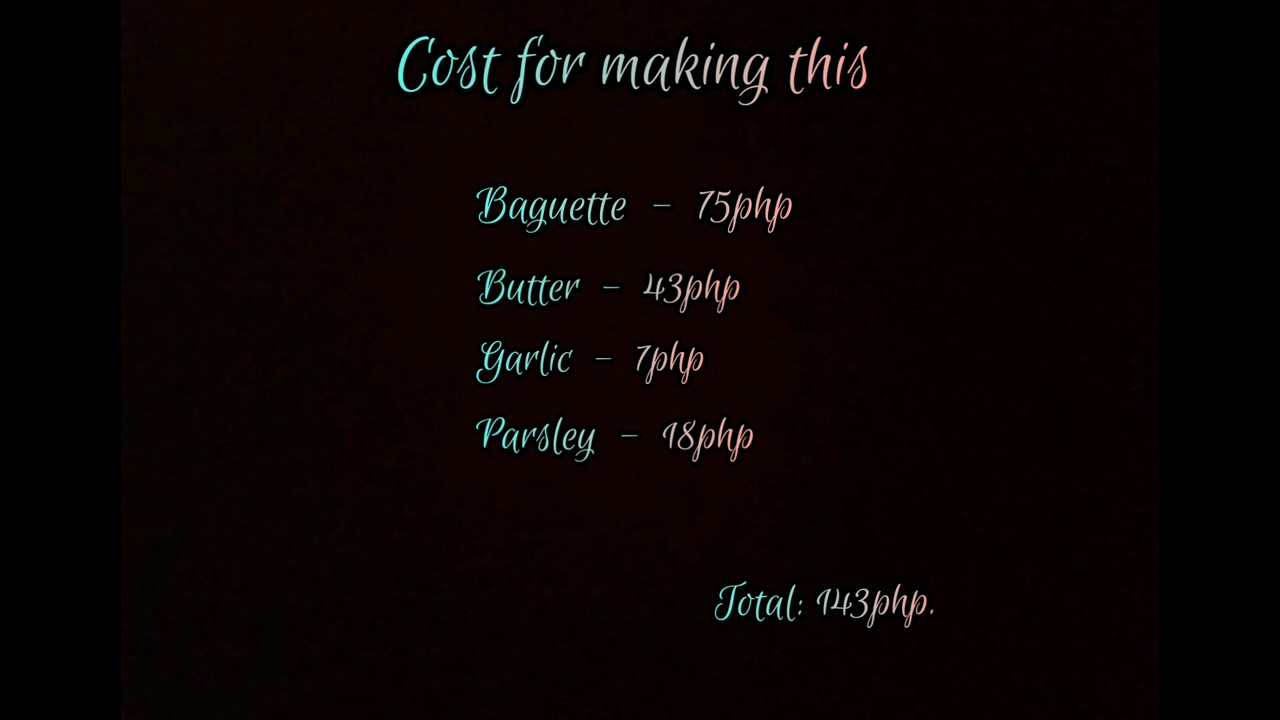 Cost for making this
Baguette - 75php
Butter - 43php
Garlic - 7php
Parsley - 18php
Total: 143php.